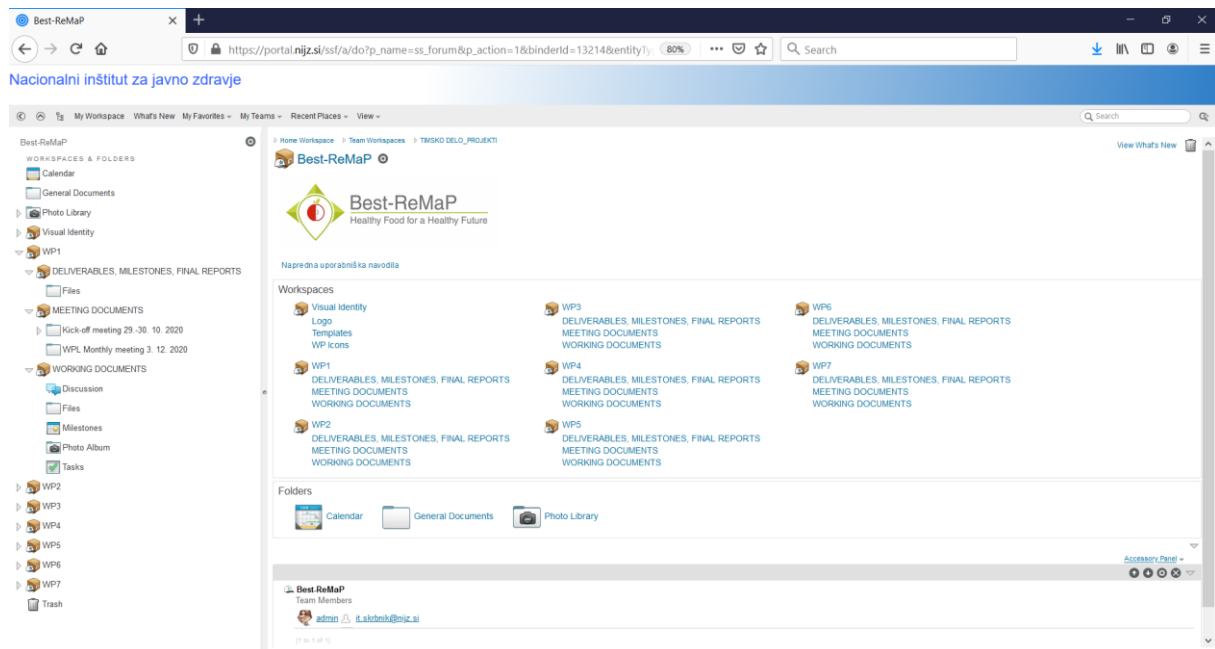 Best-ReMaP
https://portal.nijz.si/ssf/a/do?p_name=ss_forum&p_action=1&binderId=13214&entityTy 80% Search
Nacionalni inštitut za javno zdravje
My Workspace What's New My Favorites My Teams Recent Places View Search
Best-ReMaP
WORKSPACES & FOLDERS
Calendar
General Documents
Photo Library
Visual Identity
WP1
DELIVERABLES, MILESTONES, FINAL REPORTS
Files
MEETING DOCUMENTS
Kick-off meeting 29.-30. 10. 2020
WPL Monthly meeting 3. 12. 2020
WORKING DOCUMENTS
Discussion
Files
Milestones
Photo Album
Tasks
WP2
WP3
WP4
WP5
WP6
WP7
Trash
Home Workspace Team Workspaces TIMSKO DELO_PROJEKTI
View What's New
Best-ReMaP
Best-ReMaP
Healthy Food for a Healthy Future
Napredna uporabniška navodila
Workspaces
Visual Identity
Logo
Templates
WP Icons
WP1
DELIVERABLES, MILESTONES, FINAL REPORTS
MEETING DOCUMENTS
WORKING DOCUMENTS
WP2
DELIVERABLES, MILESTONES, FINAL REPORTS
MEETING DOCUMENTS
WORKING DOCUMENTS
WP3
DELIVERABLES, MILESTONES, FINAL REPORTS
MEETING DOCUMENTS
WORKING DOCUMENTS
WP4
DELIVERABLES, MILESTONES, FINAL REPORTS
MEETING DOCUMENTS
WORKING DOCUMENTS
WP5
DELIVERABLES, MILESTONES, FINAL REPORTS
MEETING DOCUMENTS
WORKING DOCUMENTS
WP6
DELIVERABLES, MILESTONES, FINAL REPORTS
MEETING DOCUMENTS
WORKING DOCUMENTS
WP7
DELIVERABLES, MILESTONES, FINAL REPORTS
MEETING DOCUMENTS
WORKING DOCUMENTS
Folders
Calendar General Documents Photo Library
Accessory Panel
Best-ReMaP
Team Members
admin it.skrbnik@nijz.si
[1 to 1 of 1]